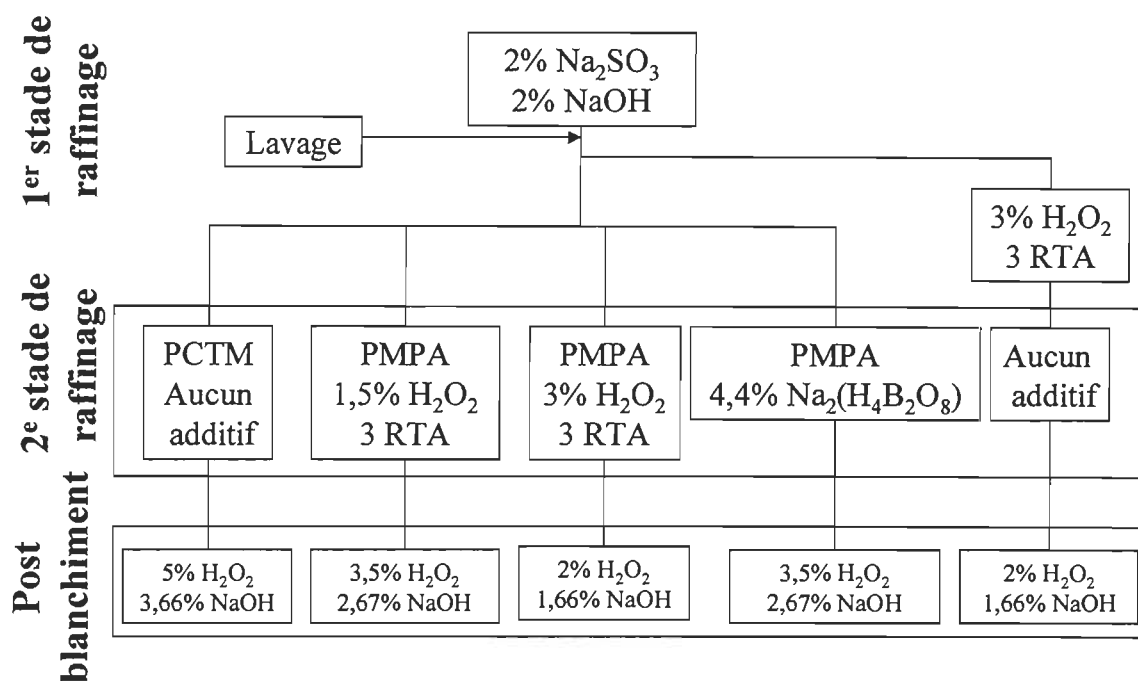 1er stade de
raffinage
2% Na₂SO₃
2% NaOH
Lavage
3% H₂O₂
3 RTA
2e stade de
raffinage
PCTM
Aucun
additif
PMPA
1,5% H₂O₂
3 RTA
PMPA
3% H₂O₂
3 RTA
PMPA
4,4% Na₂(H₄B₂O₈)
Aucun
additif
Post
blanchiment
5% H₂O₂
3,66% NaOH
3,5% H₂O₂
2,67% NaOH
2% H₂O₂
1,66% NaOH
3,5% H₂O₂
2,67% NaOH
2% H₂O₂
1,66% NaOH